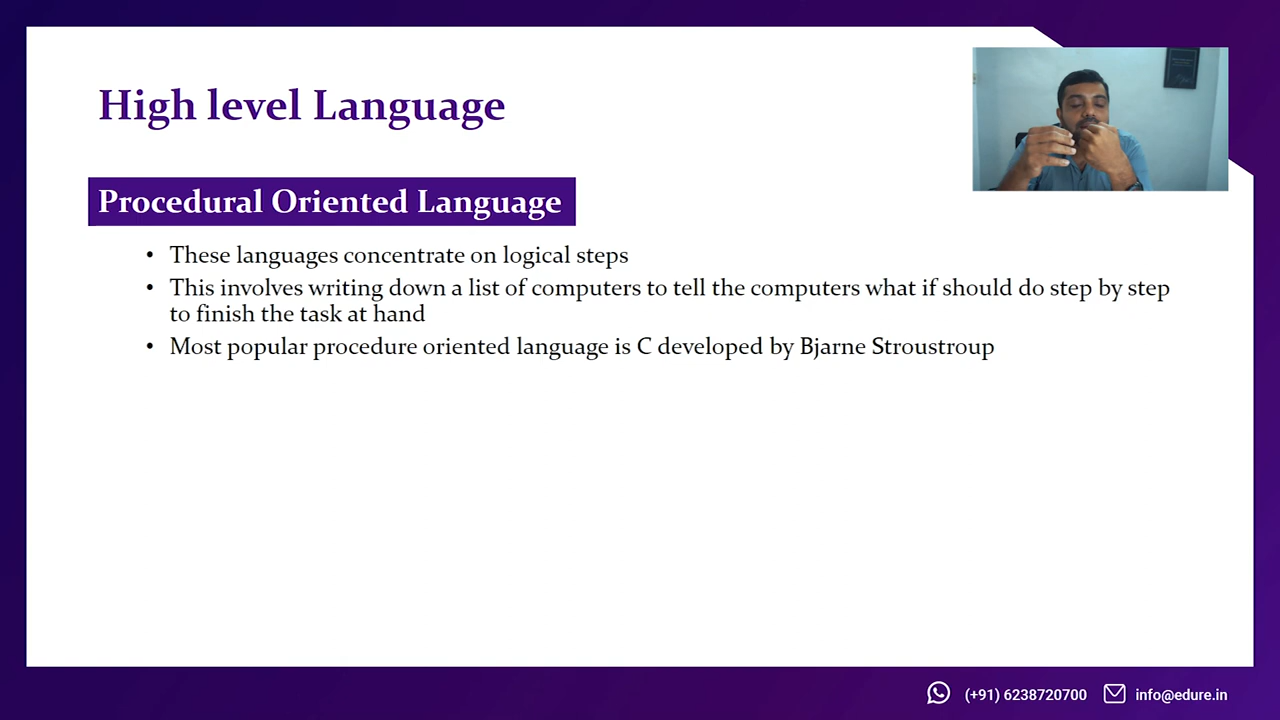 High level Language
Procedural Oriented Language
• These languages concentrate on logical steps
• This involves writing down a list of computers to tell the computers what if should do step by step
to finish the task at hand
• Most popular procedure oriented language is C developed by Bjarne Stroustroup
(+91) 6238720700 info@edure.in